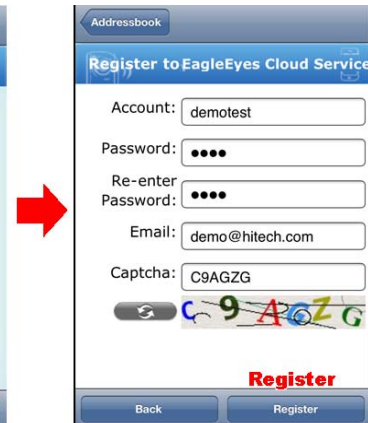 Addressbook
Register to EagleEyes Cloud Service
Account: demotest
Password: ●●●●
Re-enter
Password: ●●●●
Email: demo@hitech.com
Captcha: C9AGZG
C 9 A G Z G
Register
Back Register